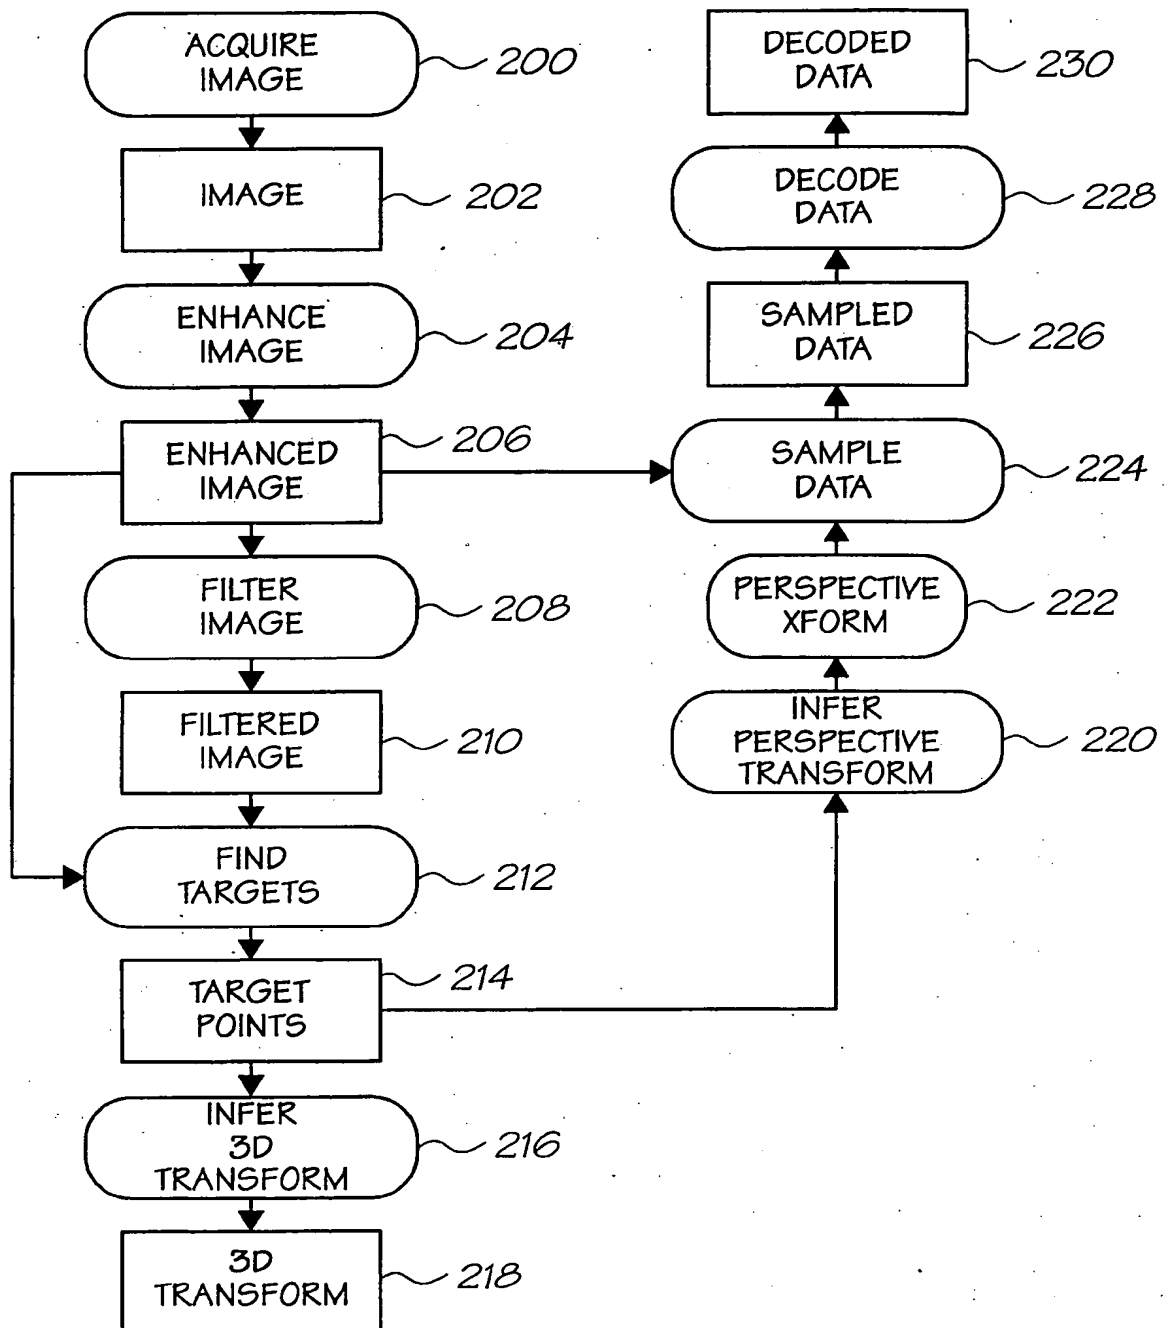 ACQUIRE
IMAGE
200
IMAGE
202
ENHANCE
IMAGE
204
ENHANCED
IMAGE
206
FILTER
IMAGE
208
FILTERED
IMAGE
210
FIND
TARGETS
212
TARGET
POINTS
214
INFER
3D
TRANSFORM
216
3D
TRANSFORM
218
DECODED
DATA
230
DECODE
DATA
228
SAMPLED
DATA
226
SAMPLE
DATA
224
PERSPECTIVE
XFORM
222
INFER
PERSPECTIVE
TRANSFORM
220